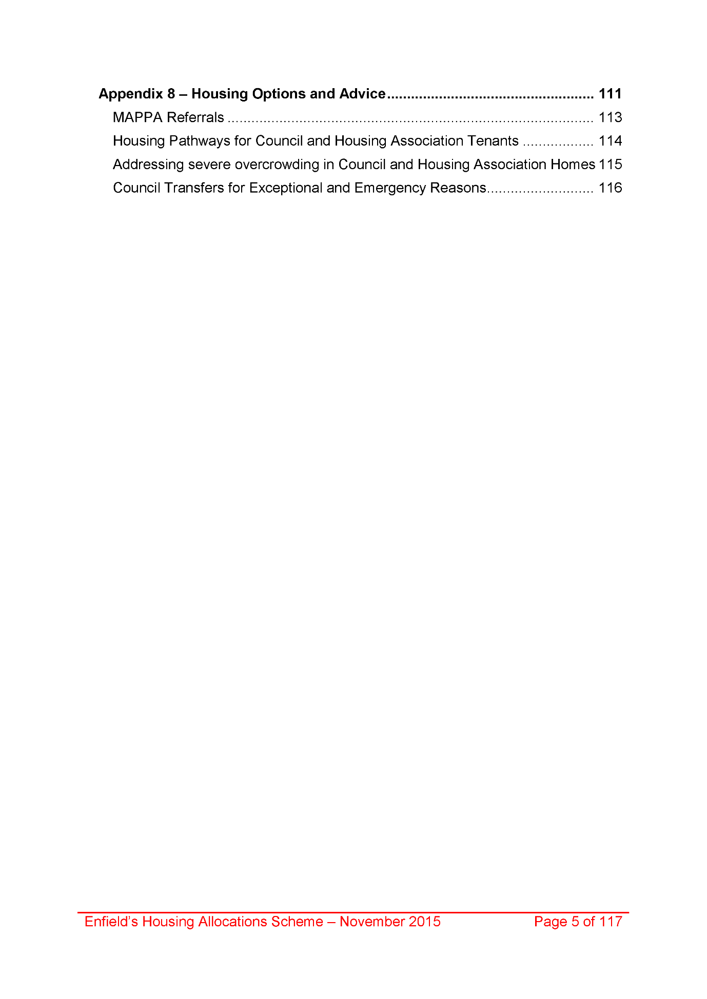 Appendix 8 – Housing Options and Advice.................................................... 111
MAPPA Referrals ............................................................................................ 113
Housing Pathways for Council and Housing Association Tenants .................. 114
Addressing severe overcrowding in Council and Housing Association Homes 115
Council Transfers for Exceptional and Emergency Reasons........................... 116
Enfield’s Housing Allocations Scheme – November 2015 Page 5 of 117